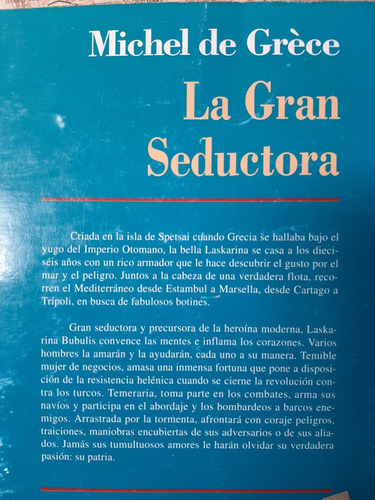 Michel de Grèce
La Gran
Seductora
Criada en la isla de Spetsai cuando Grecia se hallaba bajo el
yugo del Imperio Otomano, la bella Laskarina se casa a los dieci-
séis años con un rico armador que le hace descubrir el gusto por el
mar y el peligro. Juntos a la cabeza de una verdadera flota, reco-
rren el Mediterráneo desde Estambul a Marsella, desde Cartago a
Trípoli, en busca de fabulosos botines.
Gran seductora y precursora de la heroína moderna, Laska-
rina Bubulis convence las mentes e inflama los corazones. Varios
hombres la amarán y la ayudarán, cada uno a su manera. Temible
mujer de negocios, amasa una inmensa fortuna que pone a disposi-
ción de la resistencia helénica cuando se cierne la revolución con-
tra los turcos. Temeraria, toma parte en los combates, arma sus
navíos y participa en el abordaje y los bombardeos a barcos ene-
migos. Arrastrada por la tormenta, afrontará con coraje peligros,
traiciones, maniobras encubiertas de sus adversarios o de sus alia-
dos. Jamás sus tumultuosos amores le harán olvidar su verdadera
pasión: su patria.